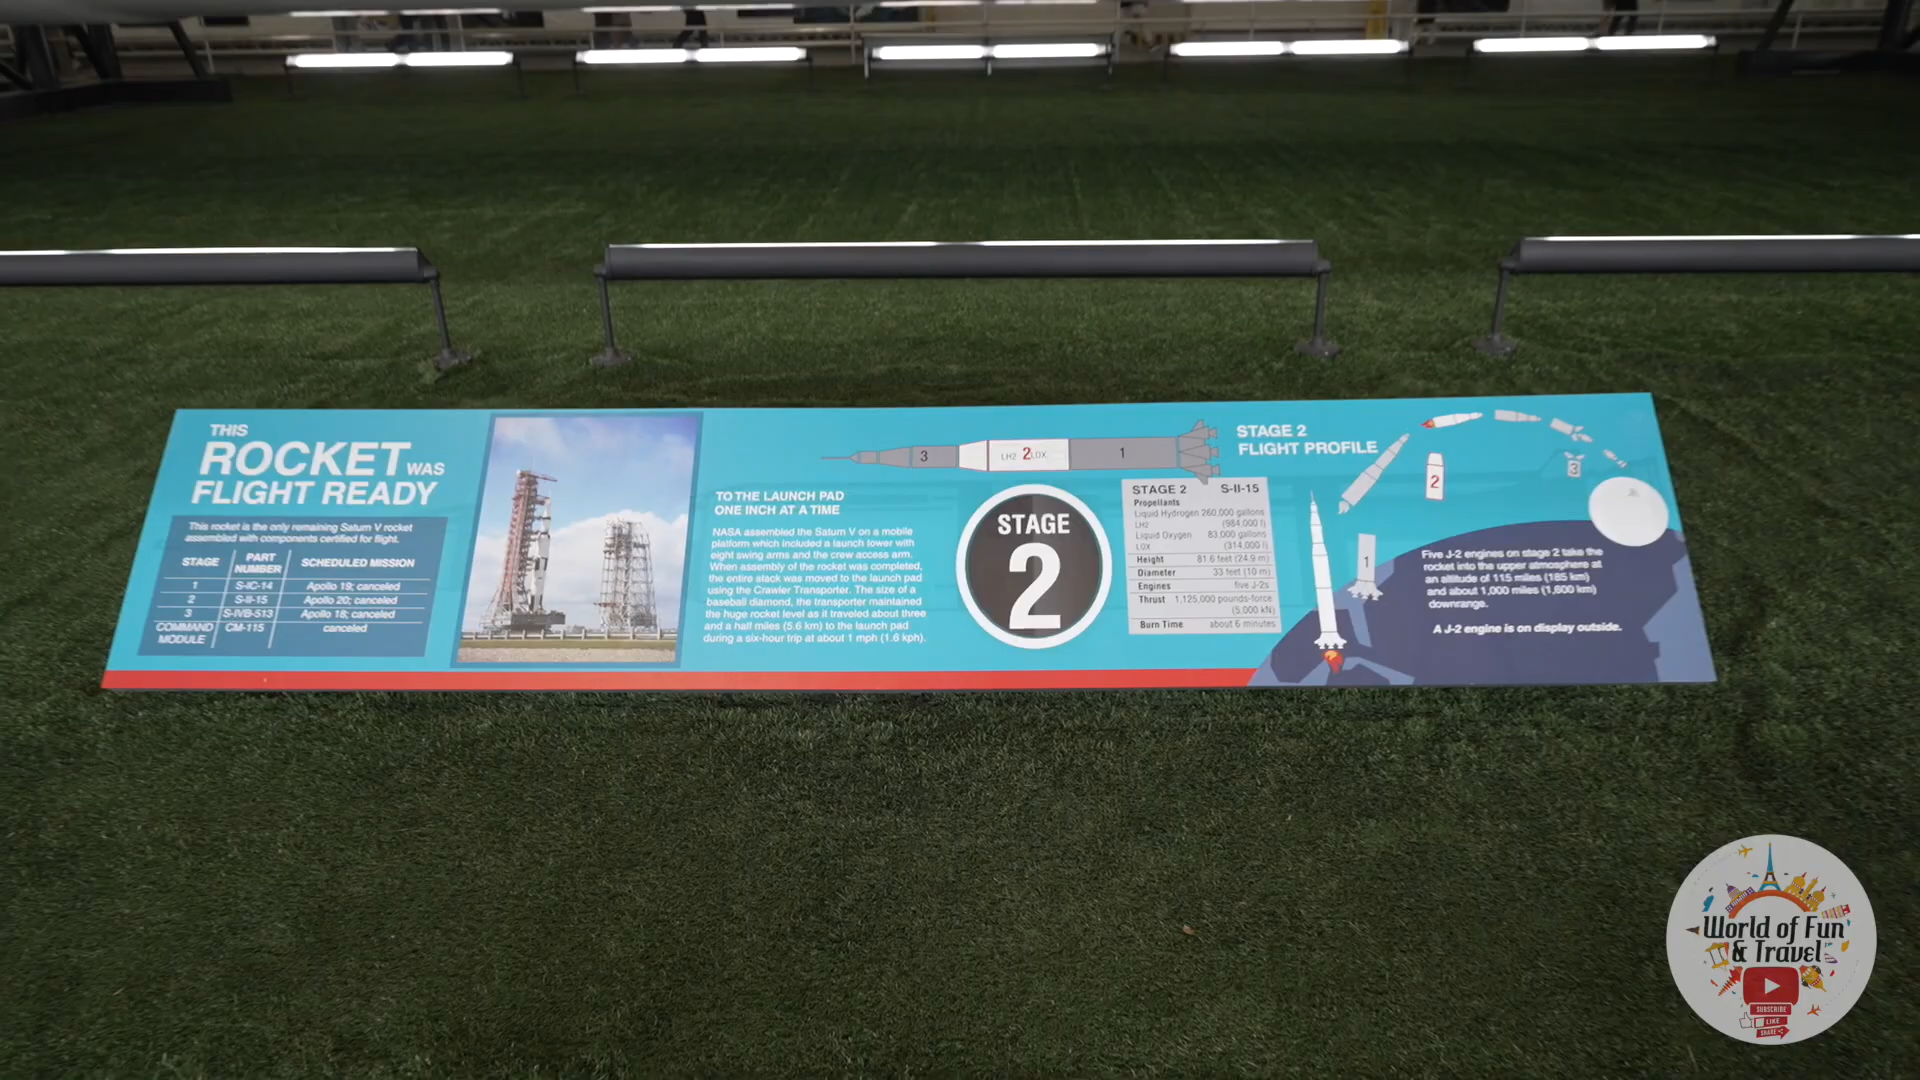 THIS
ROCKET WAS
FLIGHT READY
This rocket is the only remaining Saturn V rocket
assembled with components certified for flight.
STAGE PART NUMBER SCHEDULED MISSION
1 S-IC-14 Apollo 19; canceled
2 S-II-15 Apollo 20; canceled
3 S-IVB-513 Apollo 18; canceled
COMMAND MODULE CM-115 canceled
TO THE LAUNCH PAD
ONE INCH AT A TIME
NASA assembled the Saturn V on a mobile
platform which included a launch tower with
eight swing arms and the crew access arm.
When assembly of the rocket was completed,
the entire stack was moved to the launch pad
using the Crawler Transporter. The size of a
baseball diamond, the transporter maintained
the huge rocket level as it traveled about three
and a half miles (5.6 km) to the launch pad
during a six-hour trip at about 1 mph (1.6 kph).
3 LH2 2 LOX 1
STAGE
2
STAGE 2 S-II-15
Propellants
Liquid Hydrogen 260,000 gallons
LH2 (984,000 l)
Liquid Oxygen 83,000 gallons
LOX (314,000 l)
Height 81.6 feet (24.9 m)
Diameter 33 feet (10 m)
Engines five J-2s
Thrust 1,125,000 pounds-force
(5,000 kN)
Burn Time about 6 minutes
STAGE 2
FLIGHT PROFILE
1
2
3
Five J-2 engines on stage 2 take the
rocket into the upper atmosphere at
an altitude of 115 miles (185 km)
and about 1,000 miles (1,600 km)
downrange.
A J-2 engine is on display outside.
World of Fun
& Travel
SUBSCRIBE
LIKE
SHARE